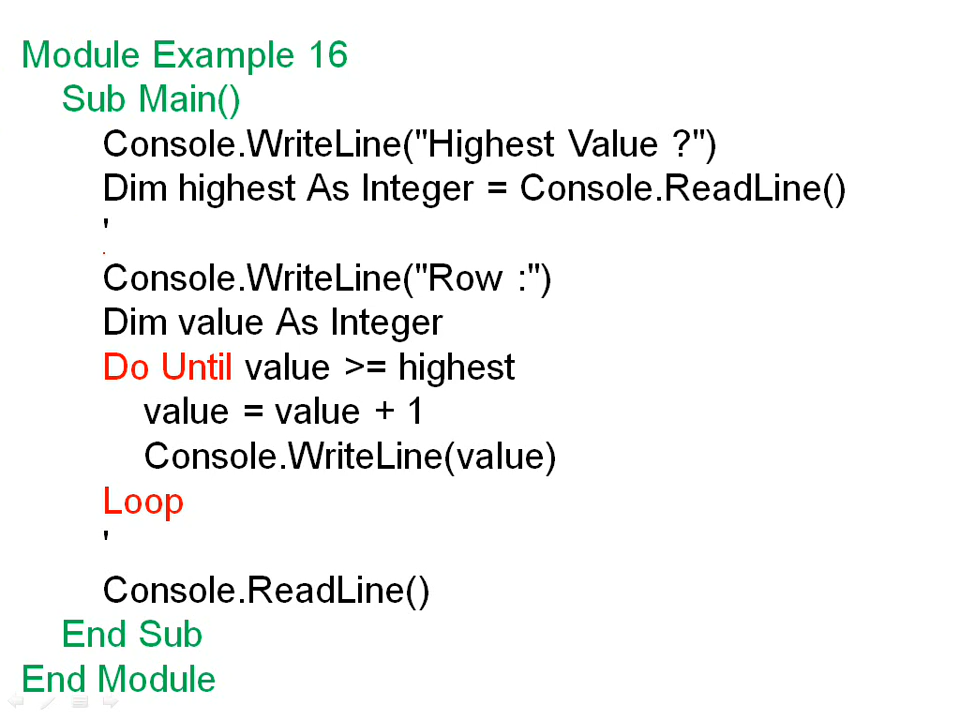 Module Example 16
Sub Main()
Console.WriteLine("Highest Value ?")
Dim highest As Integer = Console.ReadLine()
'
Console.WriteLine("Row :")
Dim value As Integer
Do Until value >= highest
value = value + 1
Console.WriteLine(value)
Loop
'
Console.ReadLine()
End Sub
End Module